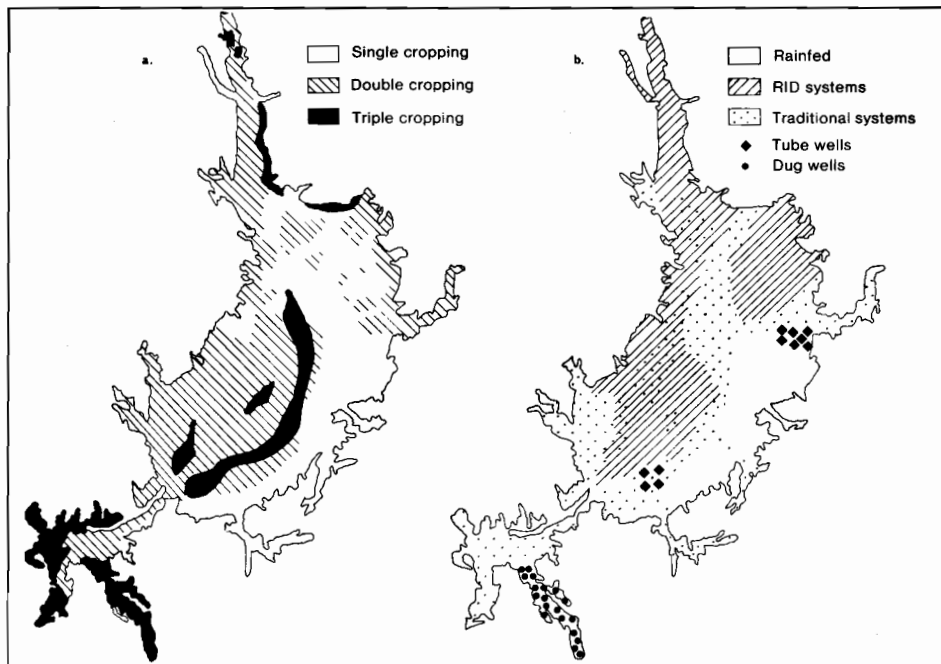 a.
Single cropping
Double cropping
Triple cropping
b.
Rainfed
RID systems
Traditional systems
Tube wells
Dug wells